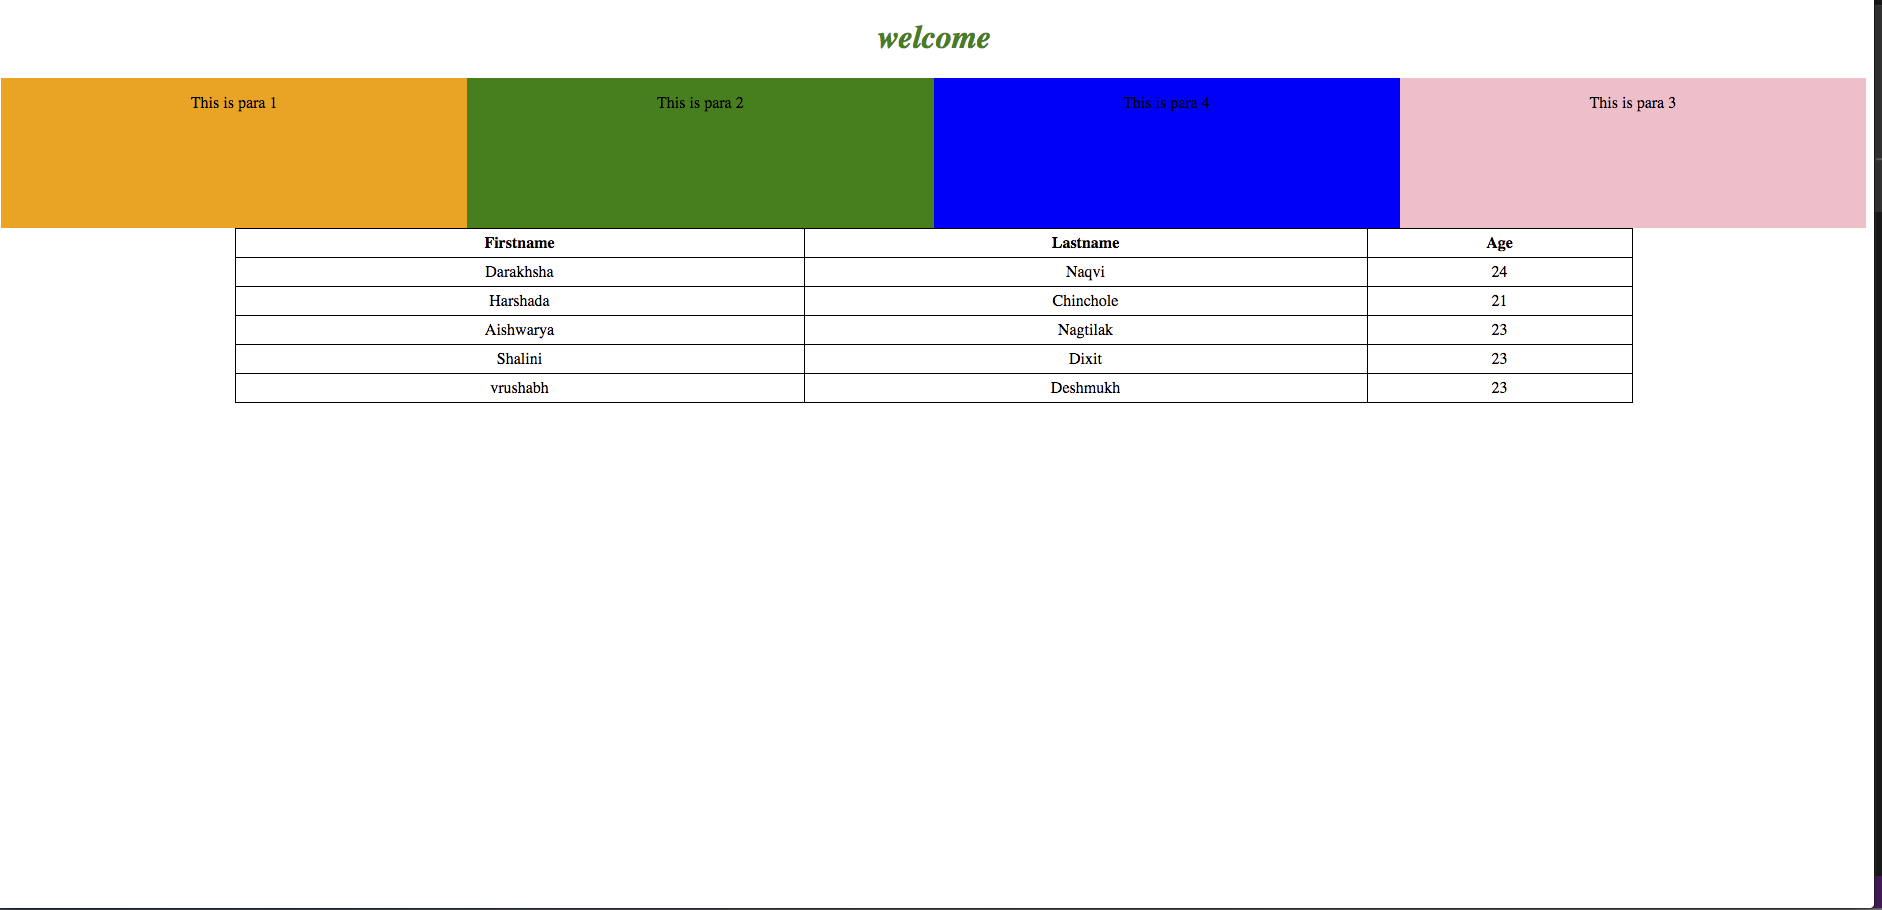 welcome
This is para 1 This is para 2 This is para 4 This is para 3
Firstname Lastname Age
Darakhsha Naqvi 24
Harshada Chinchole 21
Aishwarya Nagtilak 23
Shalini Dixit 23
vrushabh Deshmukh 23